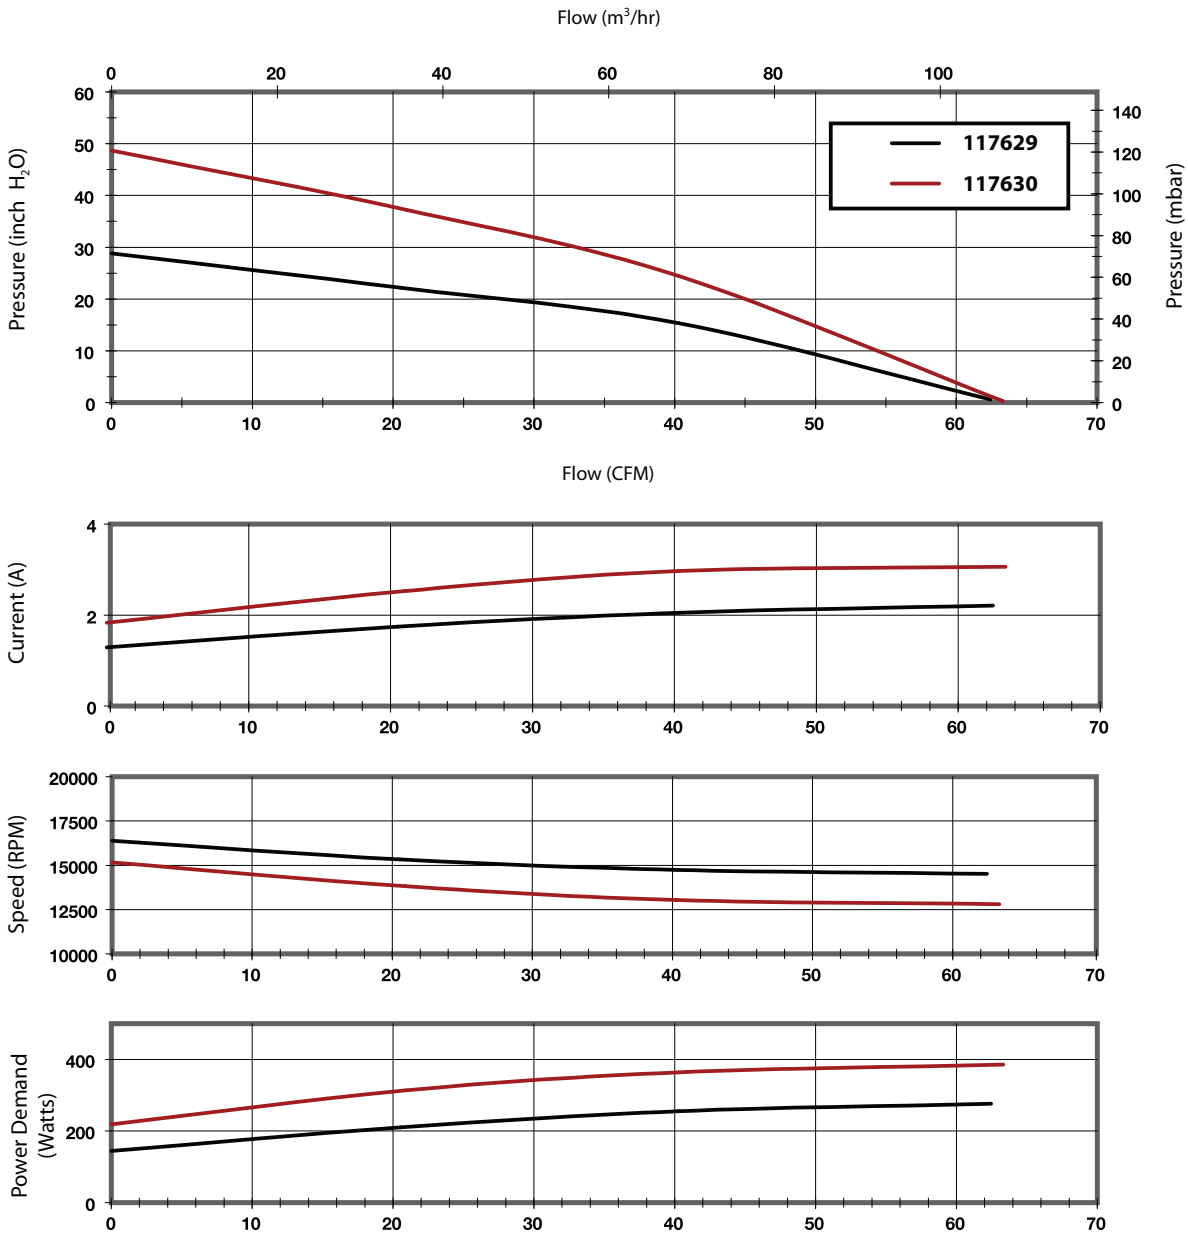 Flow (m³/hr)
0 20 40 60 80 100
Pressure (inch H₂O)
60
50
40
30
20
10
0
117629
117630
140
120
100
80
60
40
20
0
Pressure (mbar)
0 10 20 30 40 50 60 70
Flow (CFM)
Current (A)
4
2
0
0 10 20 30 40 50 60 70
Speed (RPM)
20000
17500
15000
12500
10000
0 10 20 30 40 50 60 70
Power Demand
(Watts)
400
200
0
0 10 20 30 40 50 60 70